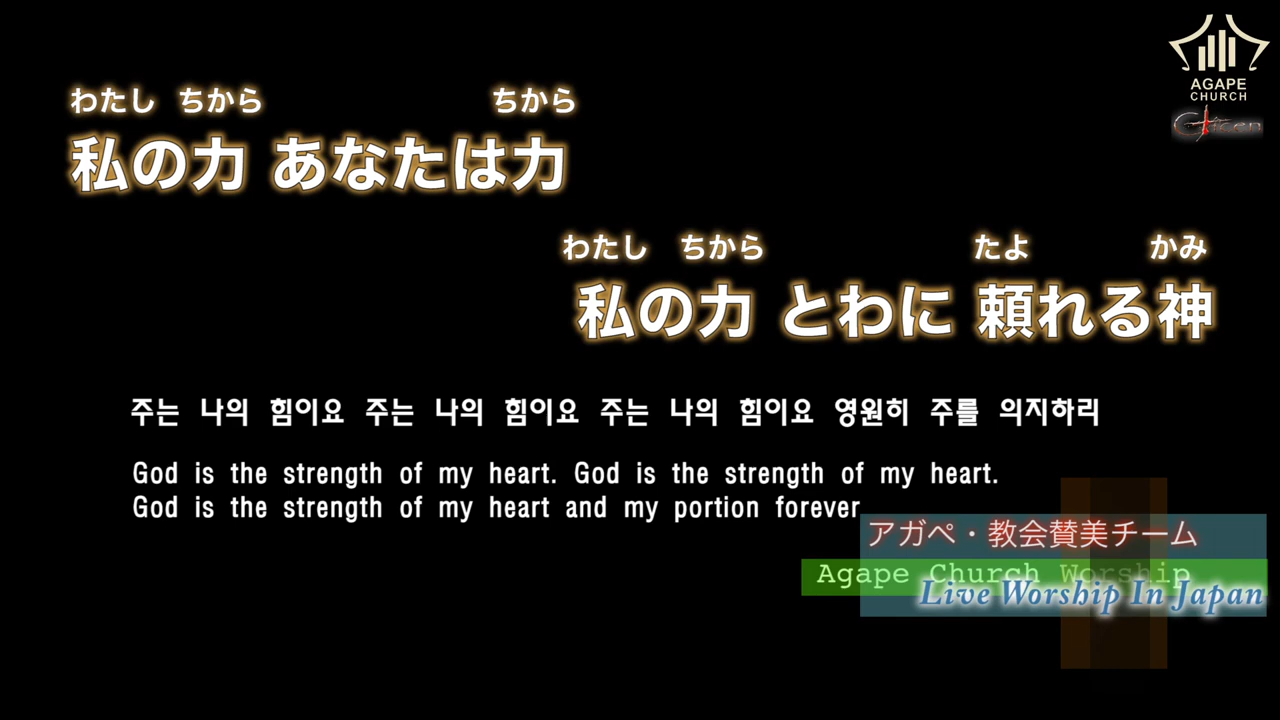 AGAPE
CHURCH
わたし ちから ちから
私の力 あなたは力
わたし ちから たよ かみ
私の力 とわに 頼れる神
주는 나의 힘이요 주는 나의 힘이요 주는 나의 힘이요 영원히 주를 의지하리
God is the strength of my heart. God is the strength of my heart.
God is the strength of my heart and my portion forever
アガペ・教会賛美チーム
Agape Church Worship
Live Worship In Japan